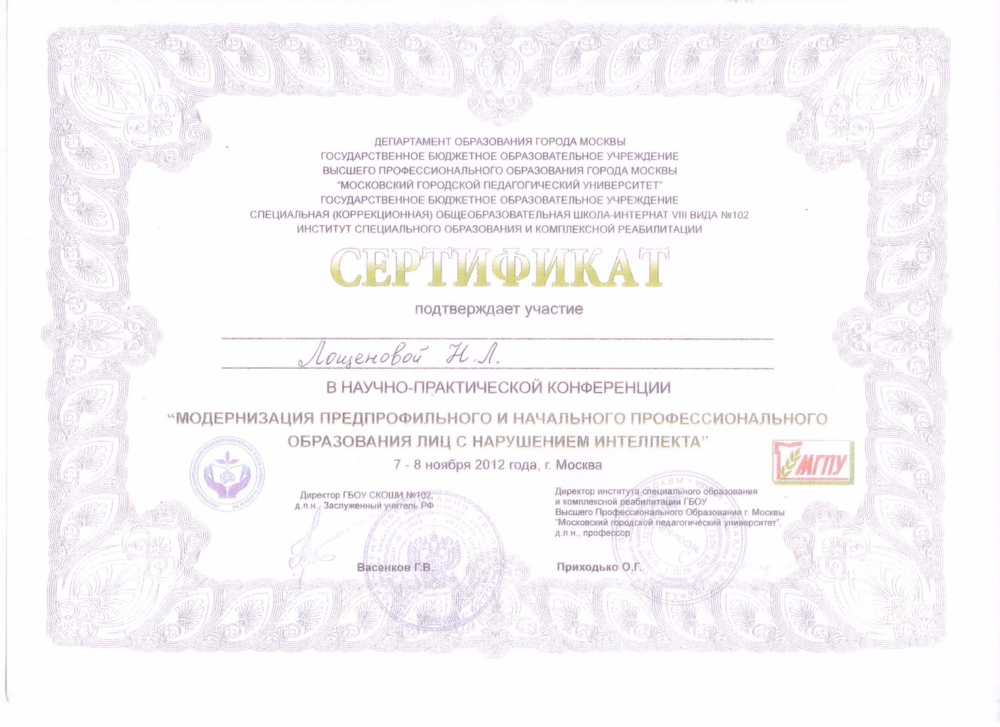 ДЕПАРТАМЕНТ ОБРАЗОВАНИЯ ГОРОДА МОСКВЫ
ГОСУДАРСТВЕННОЕ БЮДЖЕТНОЕ ОБРАЗОВАТЕЛЬНОЕ УЧРЕЖДЕНИЕ
ВЫСШЕГО ПРОФЕССИОНАЛЬНОГО ОБРАЗОВАНИЯ ГОРОДА МОСКВЫ
“МОСКОВСКИЙ ГОРОДСКОЙ ПЕДАГОГИЧЕСКИЙ УНИВЕРСИТЕТ”
ГОСУДАРСТВЕННОЕ БЮДЖЕТНОЕ ОБРАЗОВАТЕЛЬНОЕ УЧРЕЖДЕНИЕ
СПЕЦИАЛЬНАЯ (КОРРЕКЦИОННАЯ) ОБЩЕОБРАЗОВАТЕЛЬНАЯ ШКОЛА-ИНТЕРНАТ VIII ВИДА №102
ИНСТИТУТ СПЕЦИАЛЬНОГО ОБРАЗОВАНИЯ И КОМПЛЕКСНОЙ РЕАБИЛИТАЦИИ
СЕРТИФИКАТ
подтверждает участие
Лощеновой Н.Л.
В НАУЧНО-ПРАКТИЧЕСКОЙ КОНФЕРЕНЦИИ
“МОДЕРНИЗАЦИЯ ПРЕДПРОФИЛЬНОГО И НАЧАЛЬНОГО ПРОФЕССИОНАЛЬНОГО
ОБРАЗОВАНИЯ ЛИЦ С НАРУШЕНИЕМ ИНТЕЛЛЕКТА”
7 - 8 ноября 2012 года, г. Москва
МГПУ
Директор ГБОУ СКОШИ №102,
д.п.н., Заслуженный учитель РФ
Васенков Г.В.
Директор института специального образования
и комплексной реабилитации ГБОУ
Высшего Профессионального Образования г. Москвы
“Московский городской педагогический университет”,
д.п.н., профессор
Приходько О.Г.